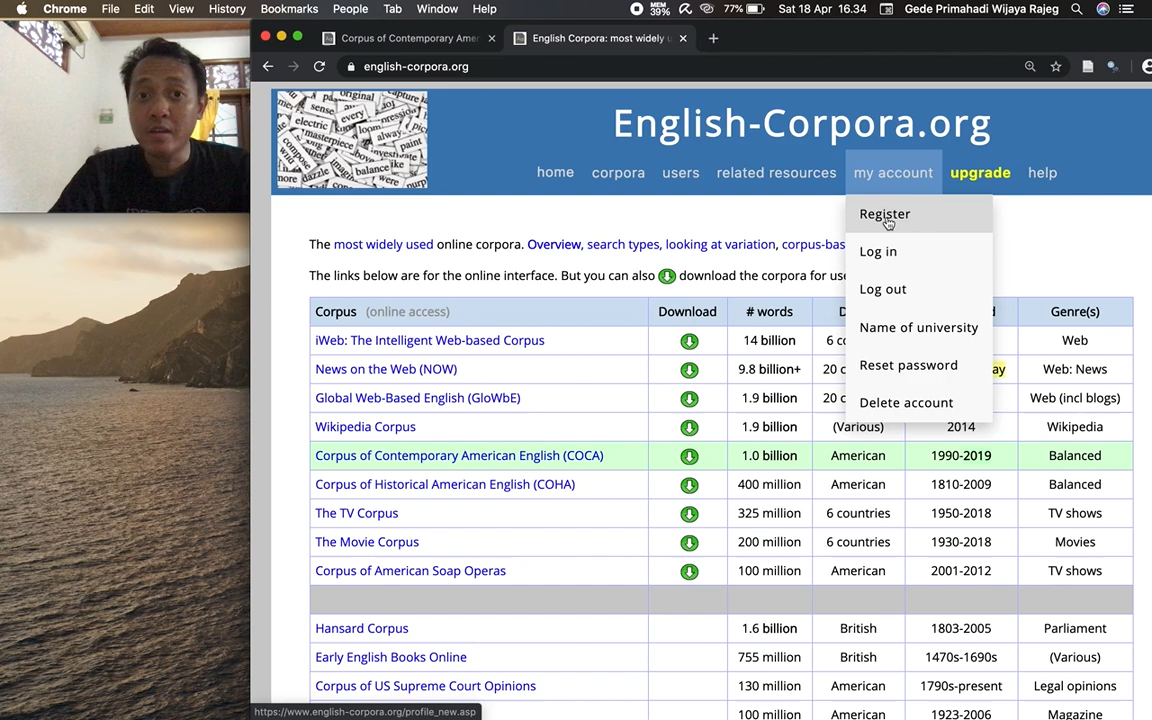 Chrome File Edit View History Bookmarks People Tab Window Help MEM 39% 77% Sat 18 Apr 16.34 Gede Primahadi Wijaya Rajeg
Corpus of Contemporary Amer English Corpora: most widely u
english-corpora.org
English-Corpora.org
home corpora users related resources my account upgrade help
Register
Log in
Log out
Name of university
Reset password
Delete account
The most widely used online corpora. Overview, search types, looking at variation, corpus-bas
The links below are for the online interface. But you can also download the corpora for use
Corpus (online access) Download # words D d Genre(s)
iWeb: The Intelligent Web-based Corpus 14 billion 6 co Web
News on the Web (NOW) 9.8 billion+ 20 c ay Web: News
Global Web-Based English (GloWbE) 1.9 billion 20 c Web (incl blogs)
Wikipedia Corpus 1.9 billion (Various) 2014 Wikipedia
Corpus of Contemporary American English (COCA) 1.0 billion American 1990-2019 Balanced
Corpus of Historical American English (COHA) 400 million American 1810-2009 Balanced
The TV Corpus 325 million 6 countries 1950-2018 TV shows
The Movie Corpus 200 million 6 countries 1930-2018 Movies
Corpus of American Soap Operas 100 million American 2001-2012 TV shows
Hansard Corpus 1.6 billion British 1803-2005 Parliament
Early English Books Online 755 million British 1470s-1690s (Various)
Corpus of US Supreme Court Opinions 130 million American 1790s-present Legal opinions
100 million American 1923-2006 Magazine
https://www.english-corpora.org/profile_new.asp